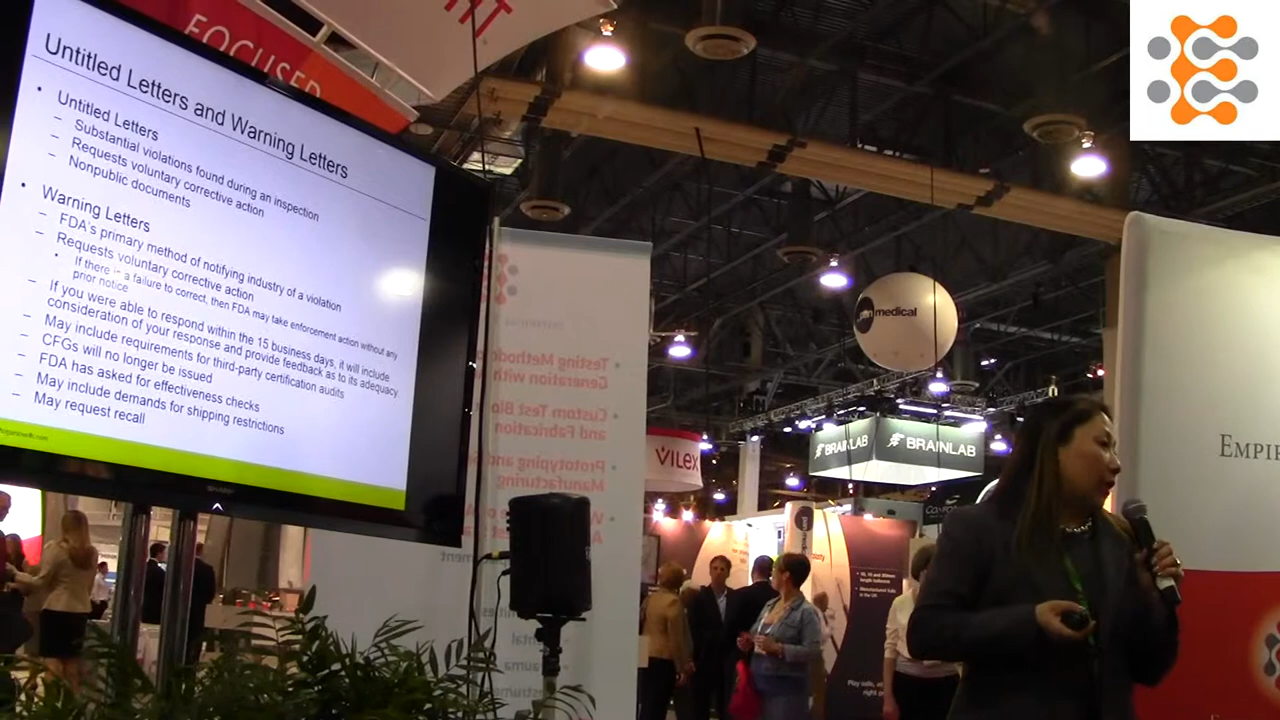 FOCUSED
Untitled Letters and Warning Letters
• Untitled Letters
– Substantial violations found during an inspection
– Requests voluntary corrective action
– Nonpublic documents
• Warning Letters
– FDA's primary method of notifying industry of a violation
– Requests voluntary corrective action
• If there is a failure to correct, then FDA may take enforcement action without any
prior notice
– If you were able to respond within the 15 business days, it will include
consideration of your response and provide feedback as to its adequacy.
– May include requirements for third-party certification audits
– CFGs will no longer be issued
– FDA has asked for effectiveness checks
– May include demands for shipping restrictions
– May request recall
Testing Methodo
Generation with
Custom Test Blo
and Fabrication
Prototyping and
Manufacturing
medical
BRAINLAB
BRAINLAB
VILEX
EMPI